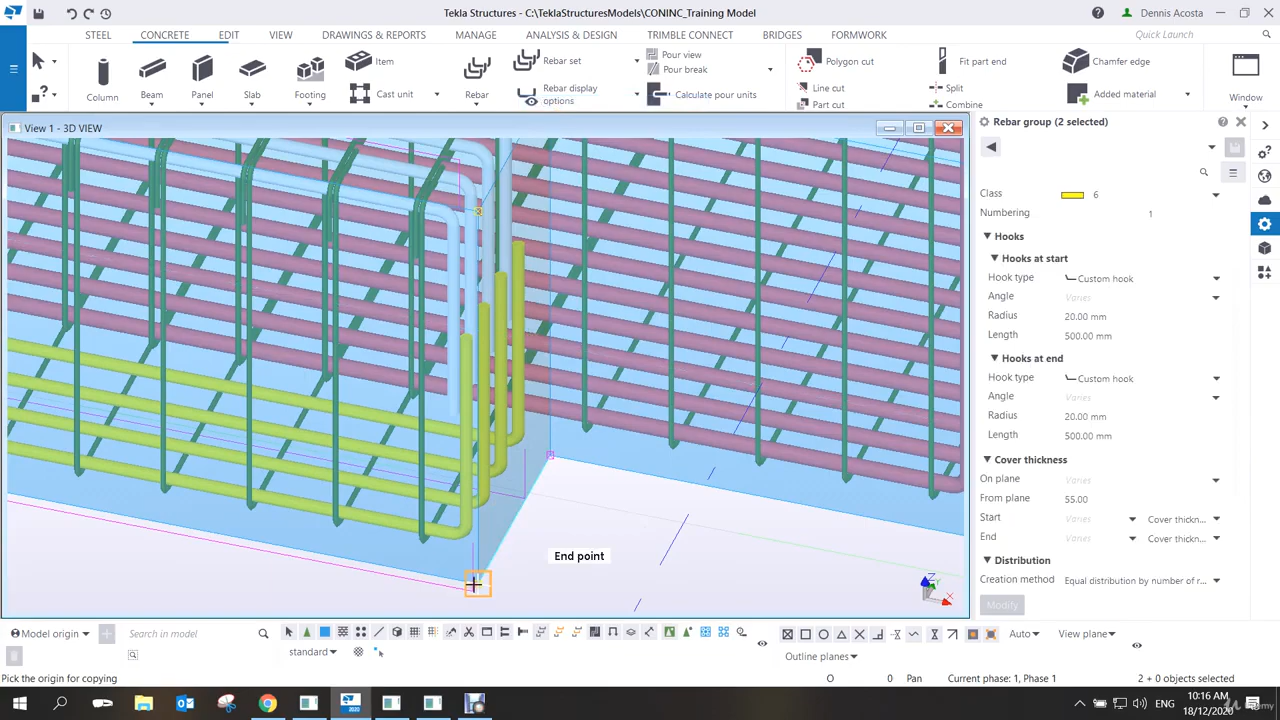 Tekla Structures - C:\TeklaStructuresModels\CONINC_Training Model
Dennis Acosta
STEEL CONCRETE EDIT VIEW DRAWINGS & REPORTS MANAGE ANALYSIS & DESIGN TRIMBLE CONNECT BRIDGES FORMWORK
Quick Launch
Column
Beam
Panel
Slab
Footing
Item
Cast unit
Rebar
Rebar set
Rebar display
options
Pour view
Pour break
Calculate pour units
Polygon cut
Line cut
Part cut
Fit part end
Split
Combine
Chamfer edge
Added material
Window
View 1 - 3D VIEW
Rebar group (2 selected)
Class 6
Numbering 1
Hooks
Hooks at start
Hook type Custom hook
Angle Varies
Radius 20.00 mm
Length 500.00 mm
Hooks at end
Hook type Custom hook
Angle Varies
Radius 20.00 mm
Length 500.00 mm
Cover thickness
On plane Varies
From plane 55.00
Start Varies Cover thickn...
End Varies Cover thickn...
Distribution
Creation method Equal distribution by number of r...
Modify
End point
Z
Y
X
Model origin
Search in model
standard
Auto
View plane
Outline planes
Pick the origin for copying
O 0 Pan Current phase: 1, Phase 1 2 + 0 objects selected
2020
ENG
10:16 AM
18/12/2020
Udemy